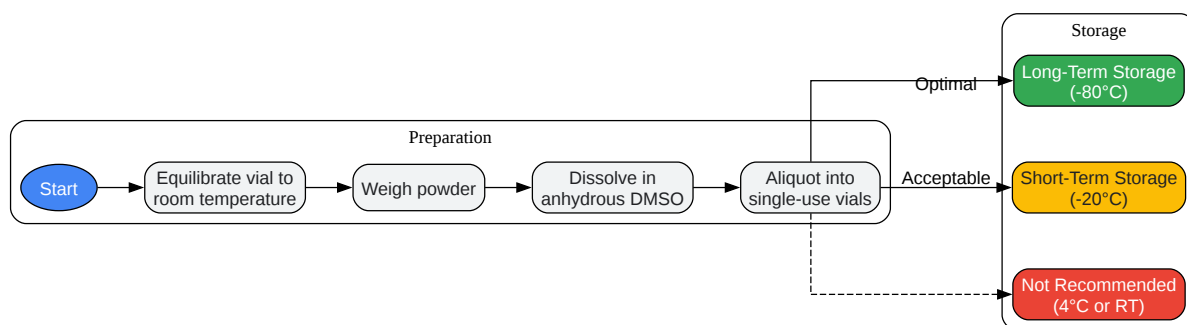 Storage
Long-Term Storage
(-80°C)
Optimal
Preparation
Start
Equilibrate vial to
room temperature
Weigh powder
Dissolve in
anhydrous DMSO
Aliquot into
single-use vials
Acceptable
Short-Term Storage
(-20°C)
Not Recommended
(4°C or RT)